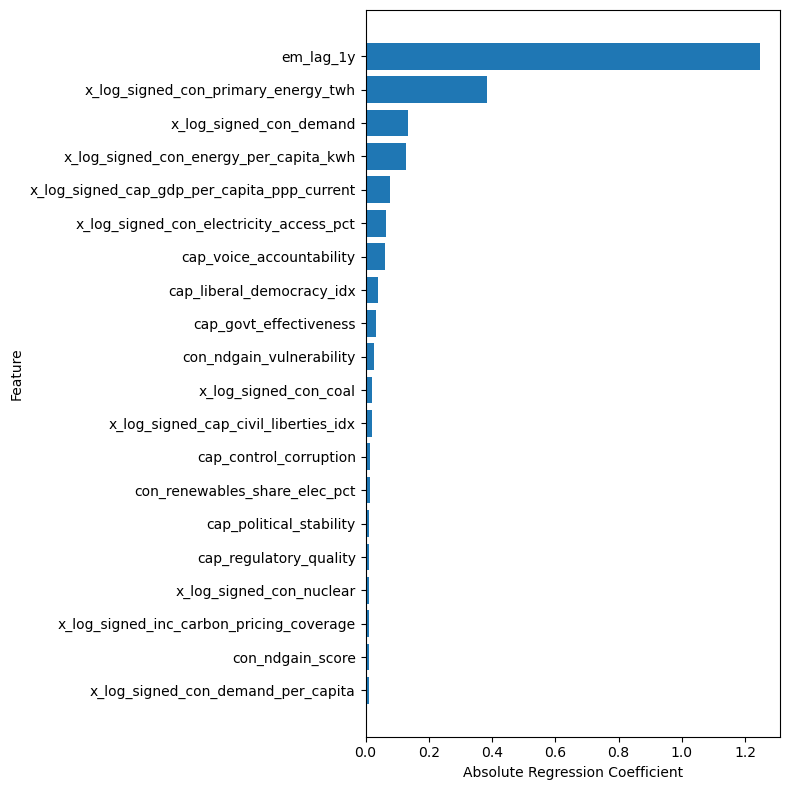 em_lag_1y
x_log_signed_con_primary_energy_twh
x_log_signed_con_demand
x_log_signed_con_energy_per_capita_kwh
x_log_signed_cap_gdp_per_capita_ppp_current
x_log_signed_con_electricity_access_pct
cap_voice_accountability
cap_liberal_democracy_idx
cap_govt_effectiveness
con_ndgain_vulnerability
x_log_signed_con_coal
x_log_signed_cap_civil_liberties_idx
cap_control_corruption
con_renewables_share_elec_pct
cap_political_stability
cap_regulatory_quality
x_log_signed_con_nuclear
x_log_signed_inc_carbon_pricing_coverage
con_ndgain_score
x_log_signed_con_demand_per_capita
Feature
0.0 0.2 0.4 0.6 0.8 1.0 1.2
Absolute Regression Coefficient